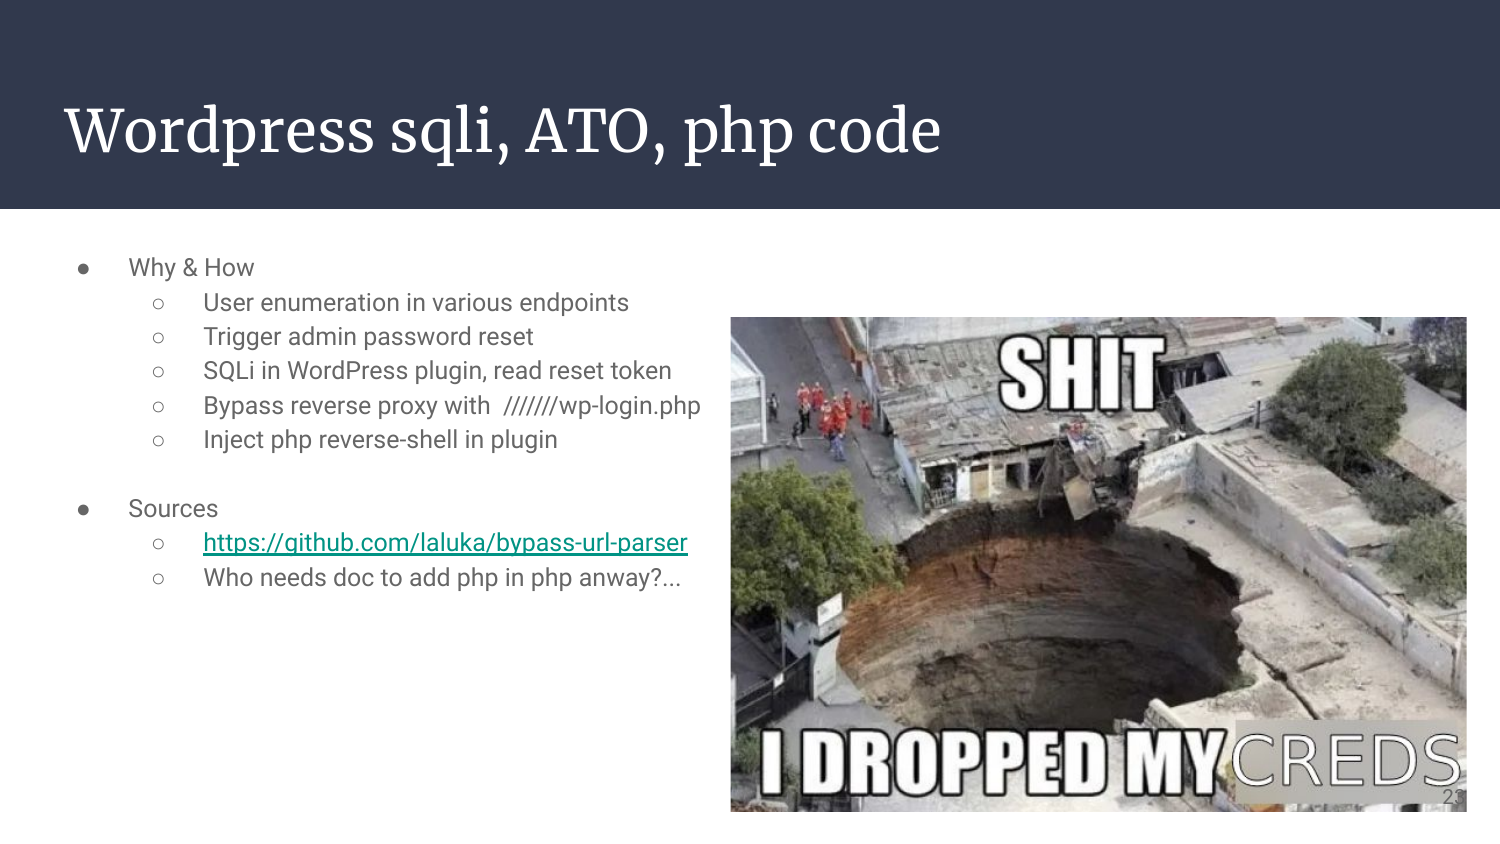 Wordpress sqli, ATO, php code
● Why & How
○ User enumeration in various endpoints
○ Trigger admin password reset
○ SQLi in WordPress plugin, read reset token
○ Bypass reverse proxy with ///////wp-login.php
○ Inject php reverse-shell in plugin
● Sources
○ https://github.com/laluka/bypass-url-parser
○ Who needs doc to add php in php anway?...
SHIT
I DROPPED MY CREDS
23